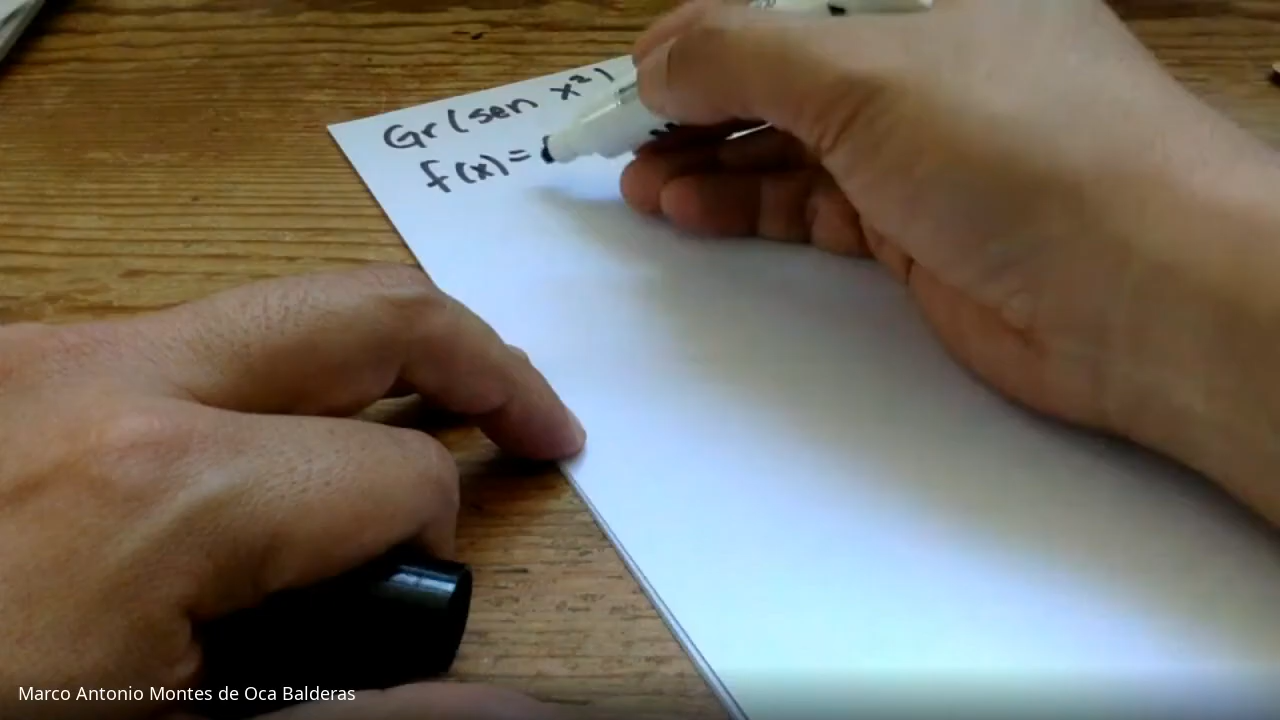 Gr(sen x²)
f(x)=
Marco Antonio Montes de Oca Balderas